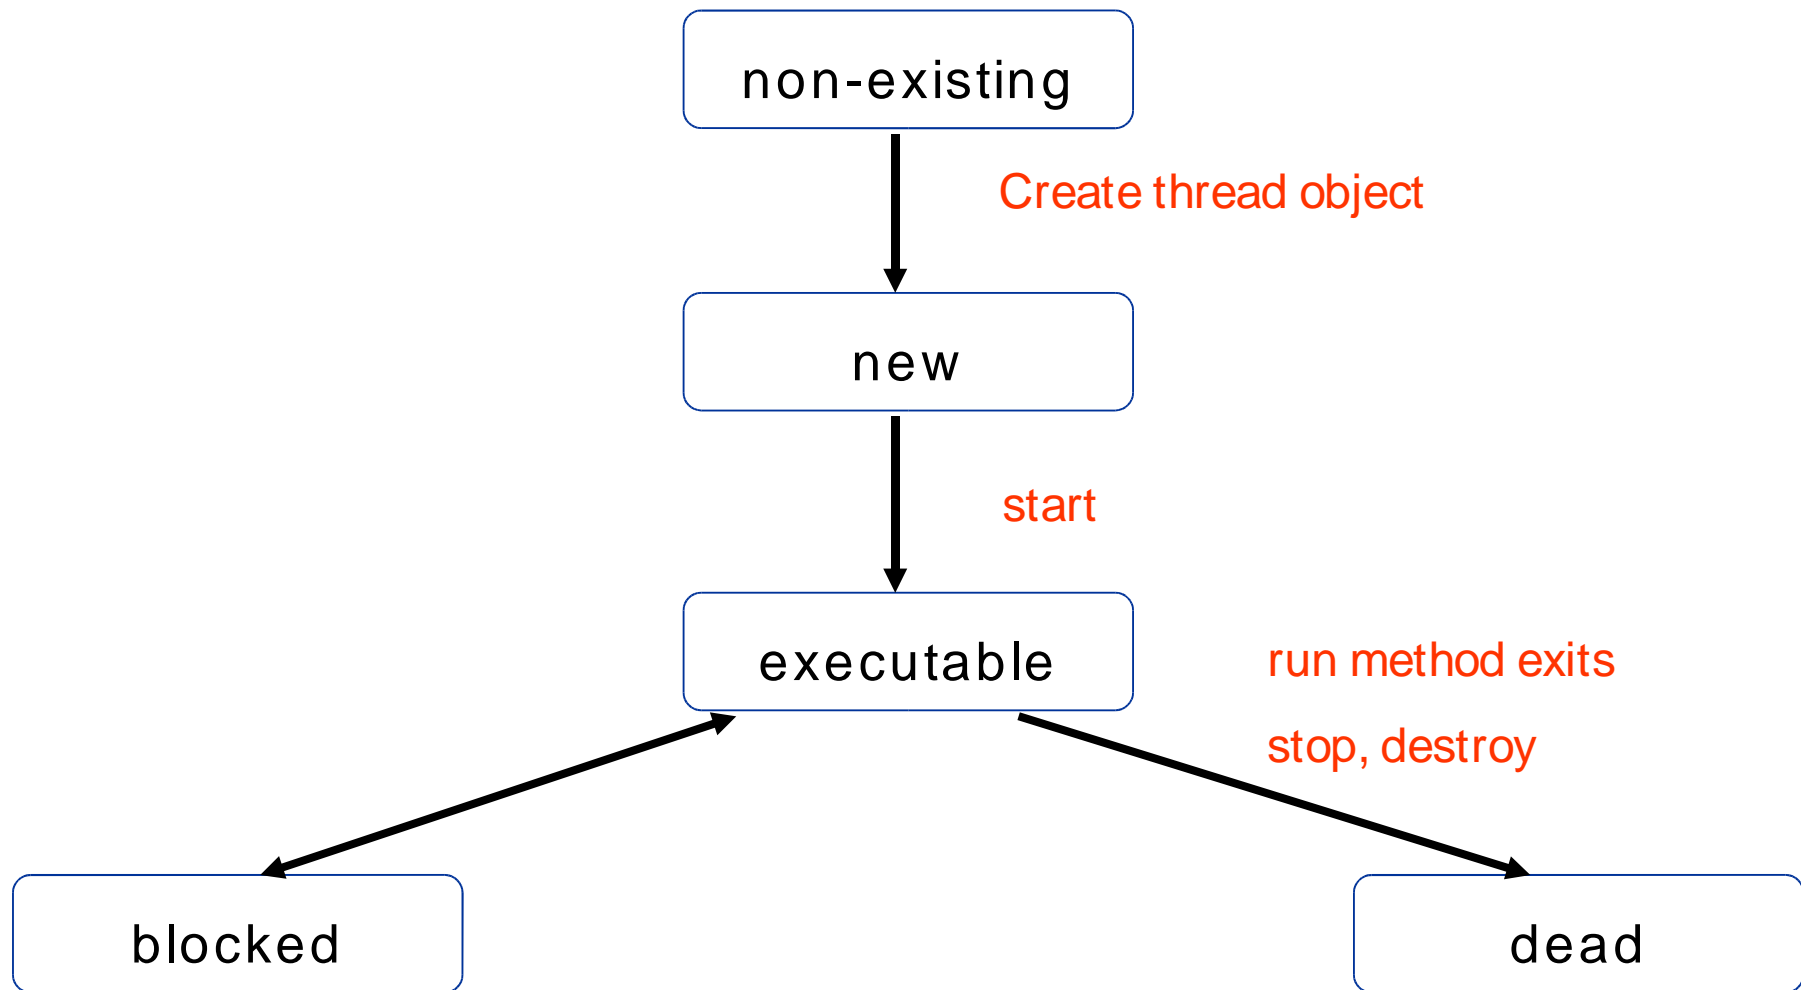 non-existing
Create thread object
new
start
executable
run method exits
stop, destroy
blocked
dead